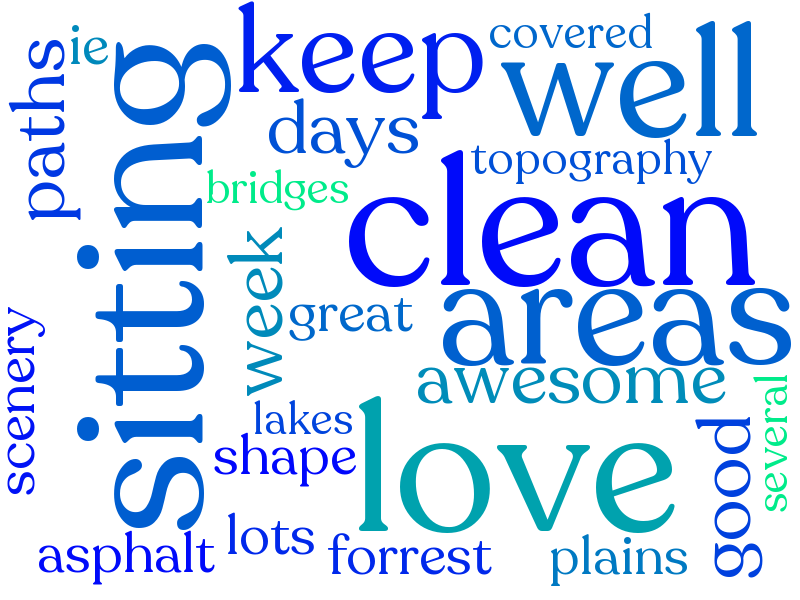 keep
covered
ie
paths
sitting
well
days
topography
clean
bridges
week
great
areas
scenery
awesome
several
lakes
love
shape
good
lots
asphalt
forrest
plains